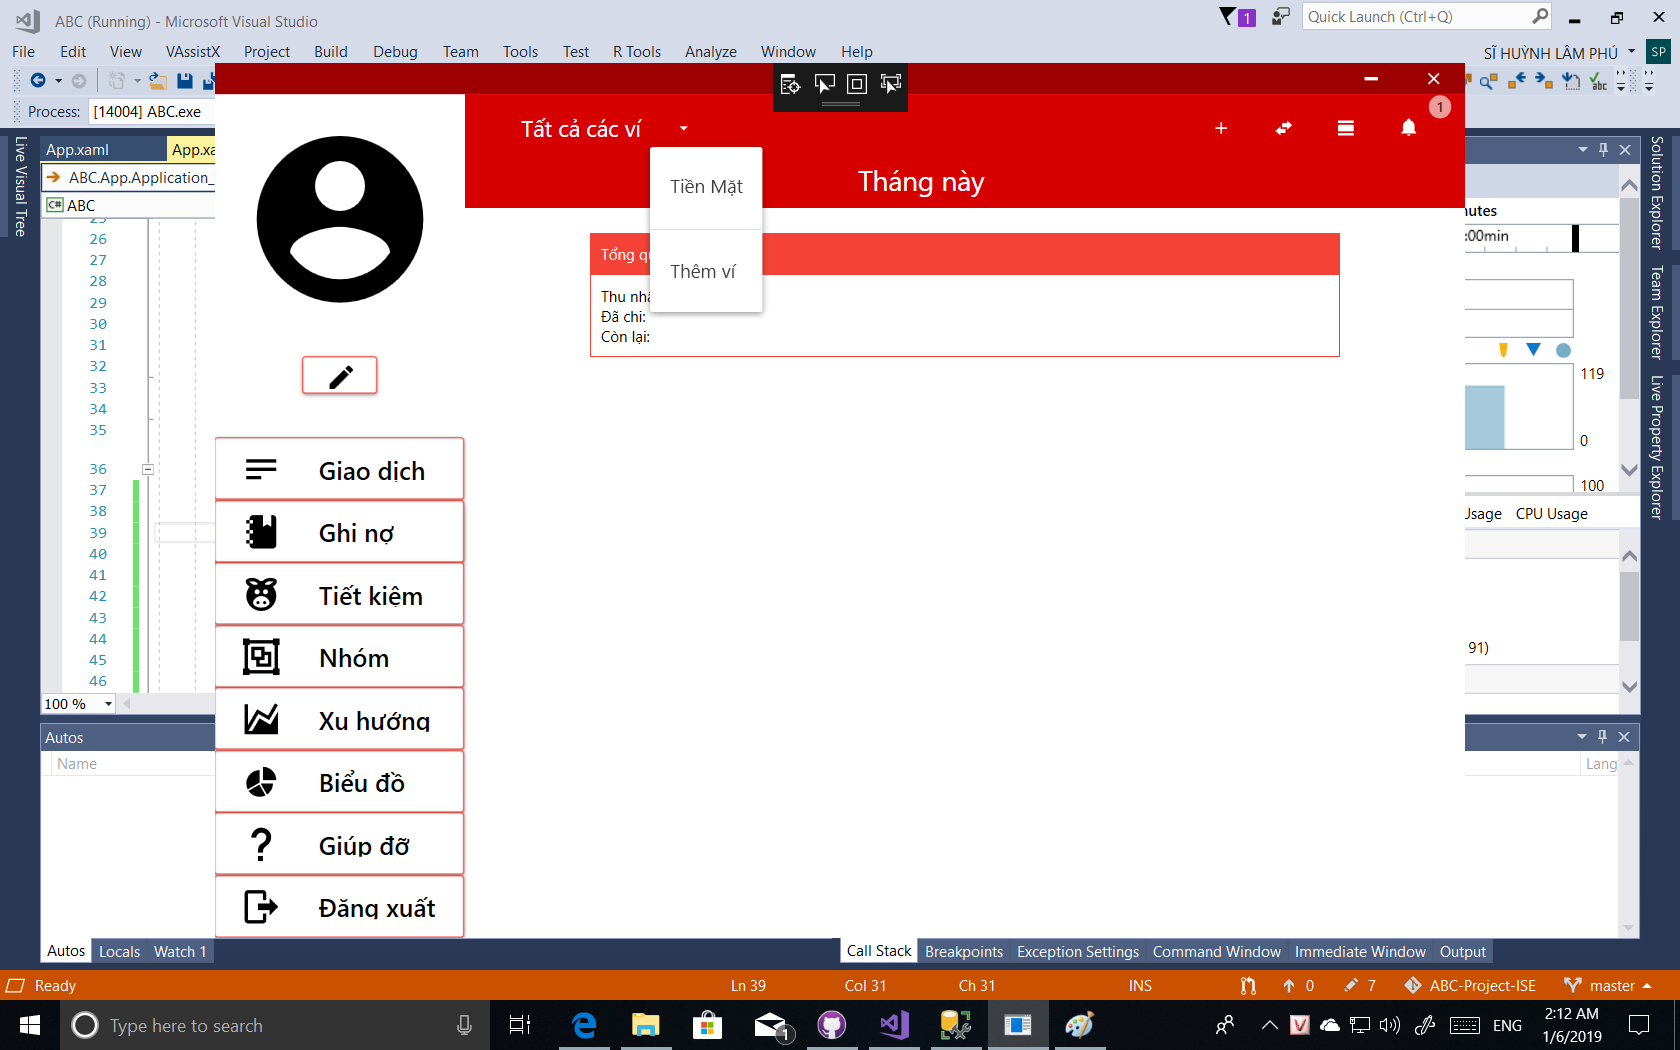 ABC (Running) - Microsoft Visual Studio
1
Quick Launch (Ctrl+Q)
File Edit View VAssistX Project Build Debug Team Tools Test R Tools Analyze Window Help
SĨ HUỲNH LÂM PHÚ
SP
Process: [14004] ABC.exe
Live Visual Tree
App.xaml
App.xa
ABC.App.Application_
ABC
26
27
28
29
30
31
32
33
34
35
36
37
38
39
40
41
42
43
44
45
46
100 %
Autos
Name
Autos Locals Watch 1
Tất cả các ví
1
Tháng này
Tiền Mặt
Thêm ví
Tổng
Đã chi:
Còn lại:
Giao dịch
Ghi nợ
Tiết kiệm
Nhóm
Xu hướng
Biểu đồ
Giúp đỡ
Đăng xuất
:00min
119
0
100
CPU Usage
91)
Lang
Solution Explorer
Team Explorer
Live Property Explorer
Call Stack Breakpoints Exception Settings Command Window Immediate Window Output
Ready
Ln 39 Col 31 Ch 31 INS
0 7 ABC-Project-ISE master
Type here to search
1
ENG
2:12 AM
1/6/2019